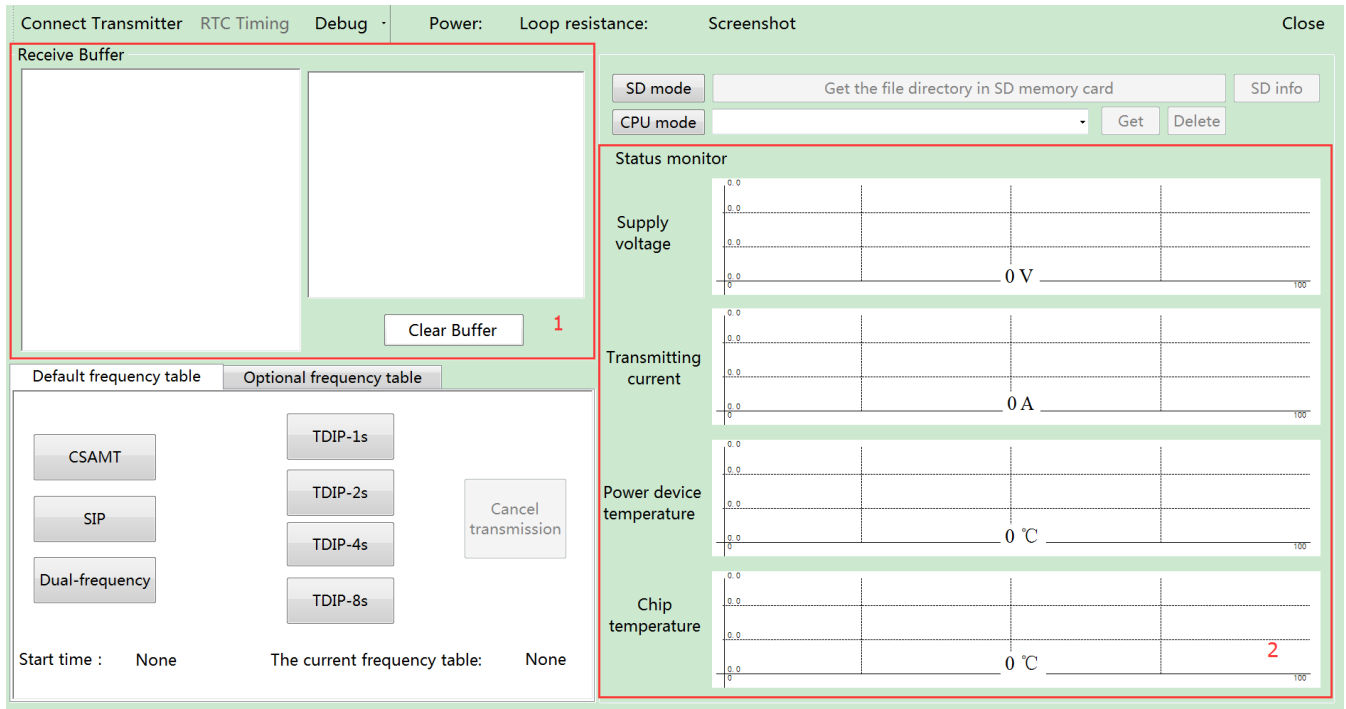 Connect Transmitter RTC Timing Debug Power: Loop resistance: Screenshot Close
Receive Buffer
Clear Buffer
1
SD mode Get the file directory in SD memory card SD info
CPU mode Get Delete
Status monitor
Supply
voltage
0.0
0.0
0.0
0.0
0
0 V
100
Transmitting
current
0.0
0.0
0.0
0.0
0
0 A
100
Power device
temperature
0.0
0.0
0.0
0.0
0
0 ℃
100
Chip
temperature
0.0
0.0
0.0
0.0
0
0 ℃
100
2
Default frequency table Optional frequency table
CSAMT
SIP
Dual-frequency
TDIP-1s
TDIP-2s
TDIP-4s
TDIP-8s
Cancel
transmission
Start time : None The current frequency table: None